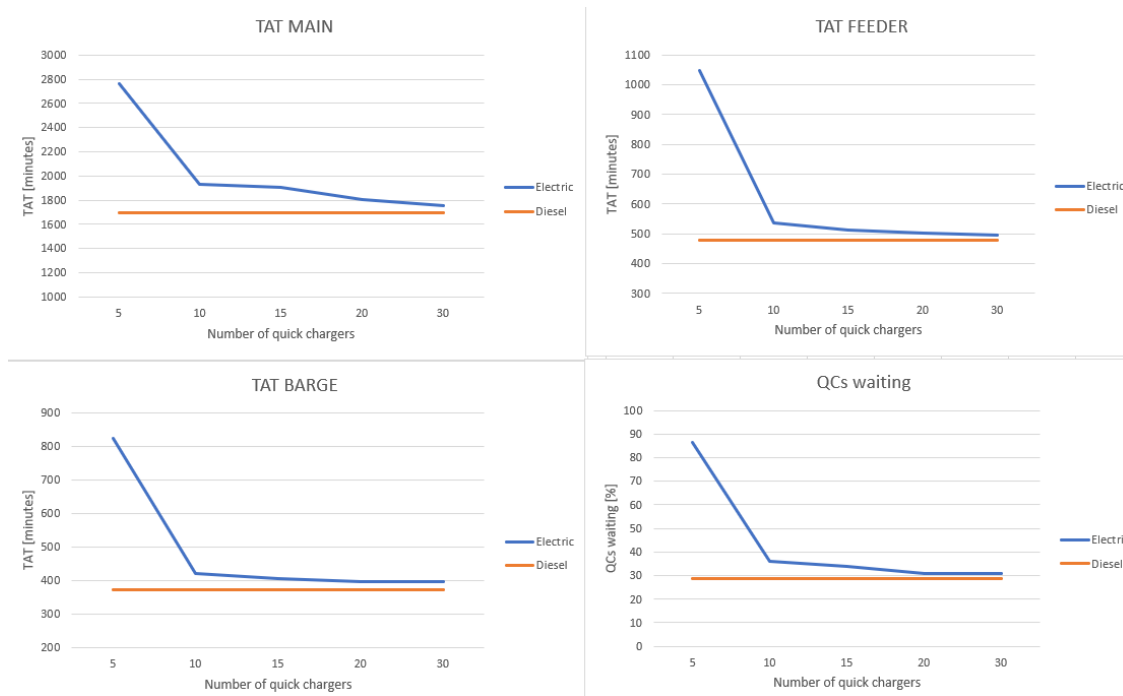 TAT MAIN
3000
2800
2600
2400
2200
2000
1800
1600
1400
1200
1000
TAT [minutes]
5 10 15 20 30
Number of quick chargers
Electric
Diesel
TAT FEEDER
1100
1000
900
800
700
600
500
400
300
TAT [minutes]
5 10 15 20 30
Number of quick chargers
Electric
Diesel
TAT BARGE
900
800
700
600
500
400
300
200
TAT [minutes]
5 10 15 20 30
Number of quick chargers
Electric
Diesel
QCs waiting
100
90
80
70
60
50
40
30
20
10
0
QCs waiting [%]
5 10 15 20 30
Number of quick chargers
Electric
Diesel